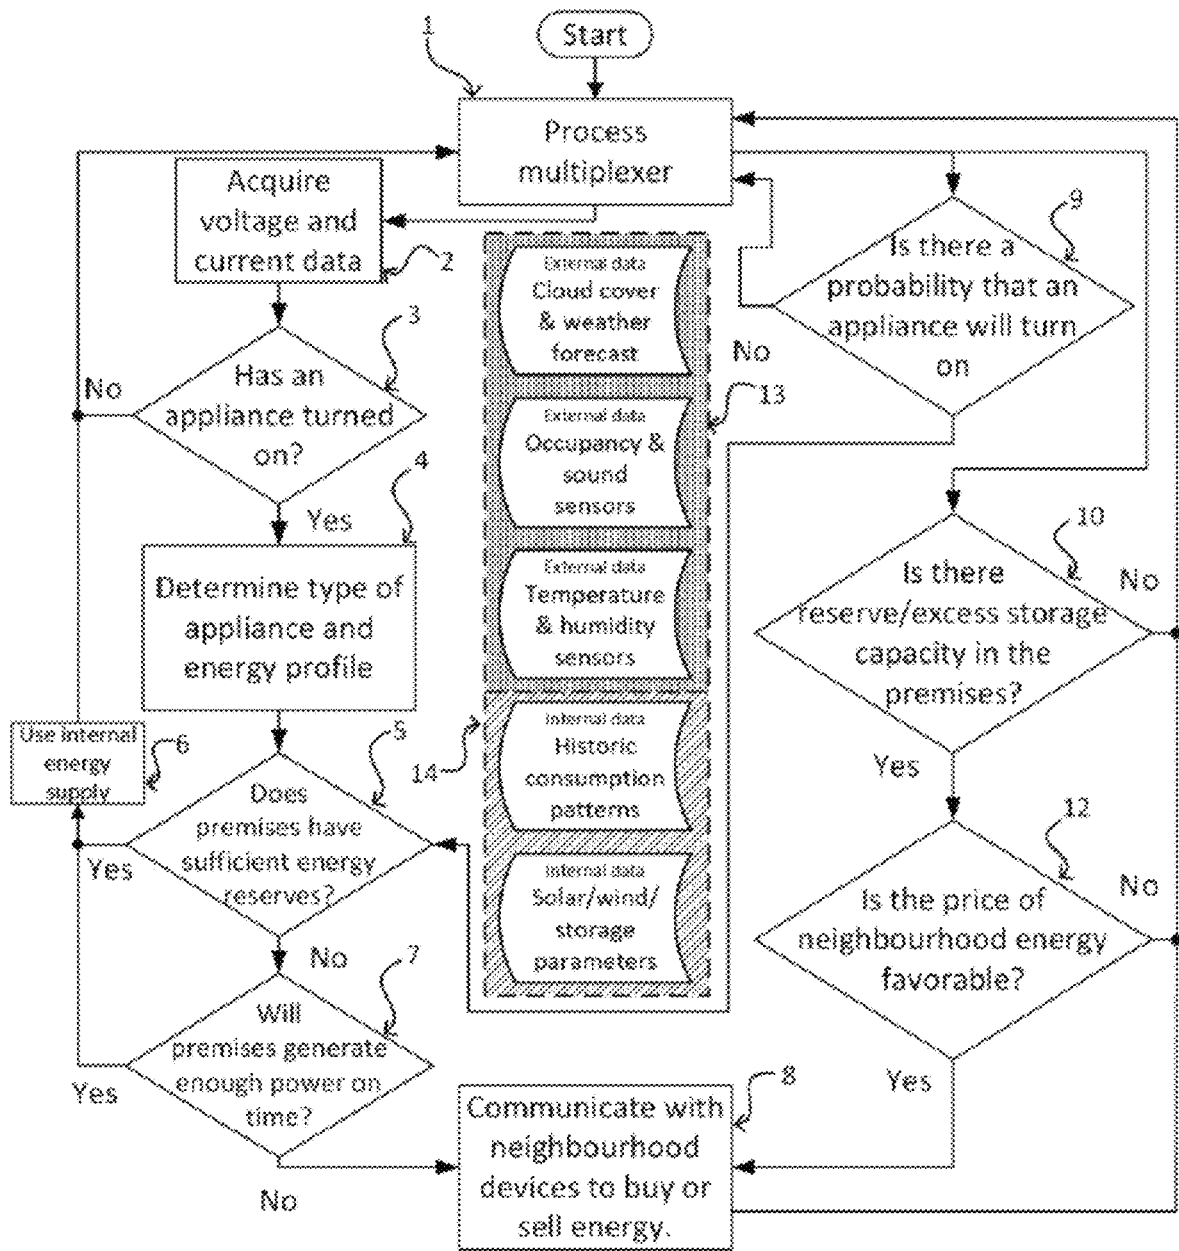 Start
1
Process
multiplexer
Acquire
voltage and
current data
2
3
Has an
appliance turned
on?
No
Yes
4
Determine type of
appliance and
energy profile
Use internal
energy
supply
6
5
Does
premises have
sufficient energy
reserves?
Yes
No
7
Will
premises generate
enough power on
time?
Yes
No
External data
Cloud cover
& weather
forecast
External data
Occupancy &
sound
sensors
External data
Temperature
& humidity
sensors
Internal data
Historic
consumption
patterns
Internal data
Solar/wind/
storage
parameters
13
14
9
Is there a
probability that an
appliance will turn
on
No
10
Is there
reserve/excess storage
capacity in the
premises?
No
Yes
12
Is the price of
neighbourhood energy
favorable?
No
Yes
8
Communicate with
neighbourhood
devices to buy or
sell energy.